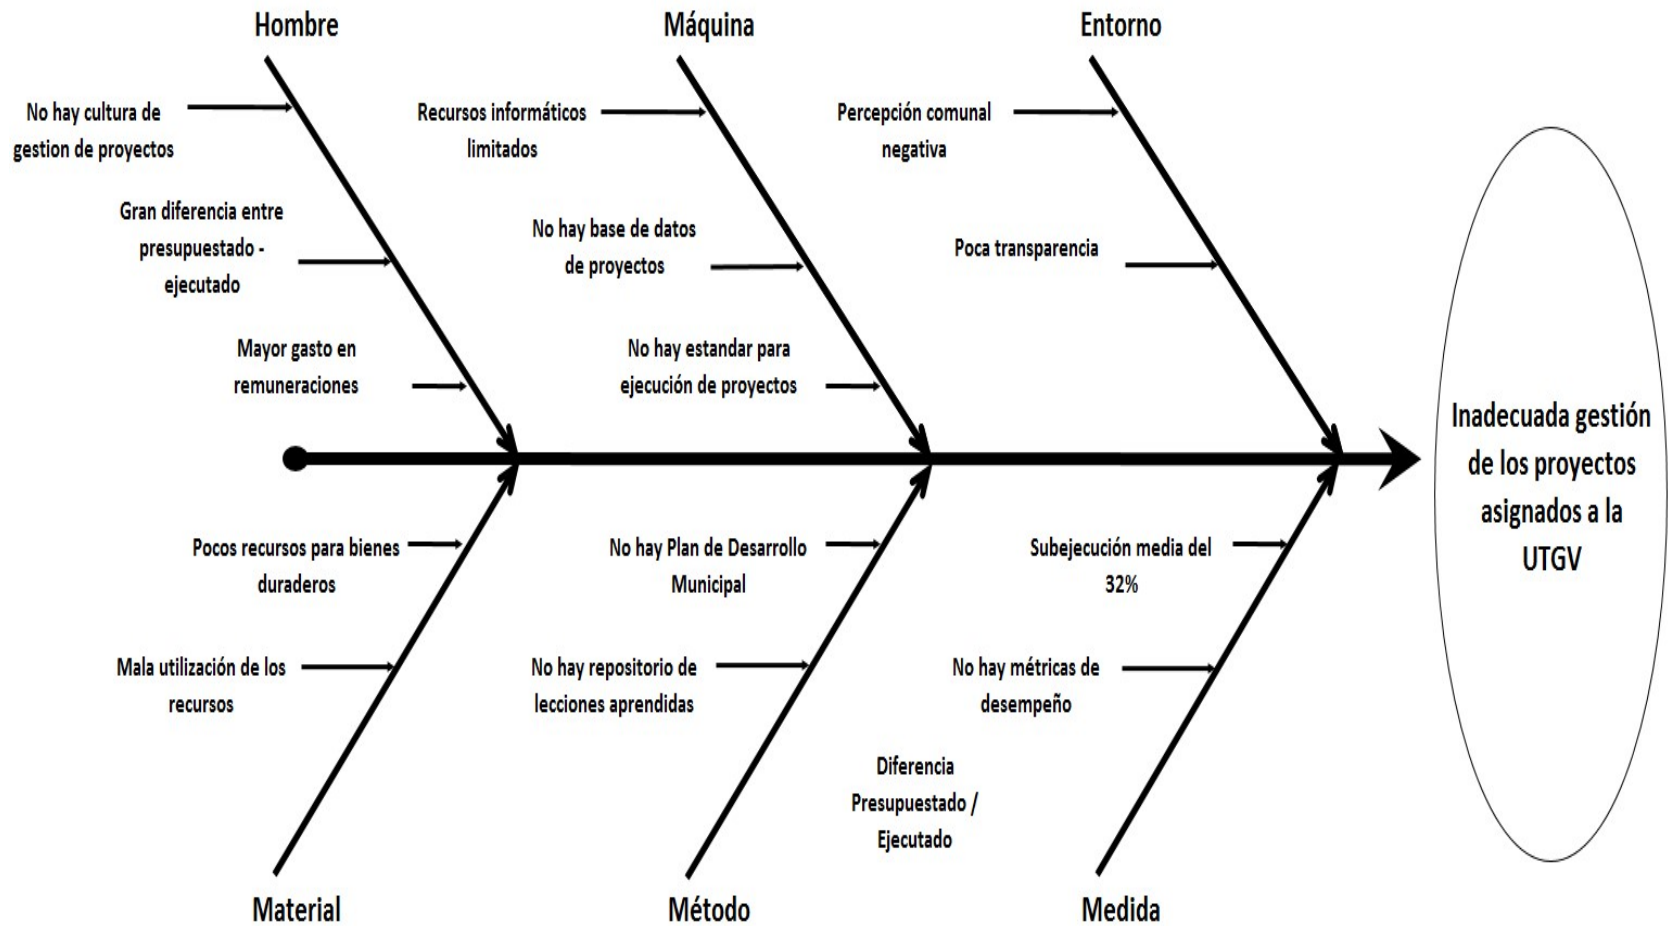 Hombre
Máquina
Entorno
No hay cultura de
gestion de proyectos
Gran diferencia entre
presupuestado -
ejecutado
Mayor gasto en
remuneraciones
Recursos informáticos
limitados
No hay base de datos
de proyectos
No hay estandar para
ejecución de proyectos
Percepción comunal
negativa
Poca transparencia
Inadecuada gestión
de los proyectos
asignados a la
UTGV
Pocos recursos para bienes
duraderos
Mala utilización de los
recursos
No hay Plan de Desarrollo
Municipal
No hay repositorio de
lecciones aprendidas
Subejecución media del
32%
No hay métricas de
desempeño
Diferencia
Presupuestado /
Ejecutado
Material
Método
Medida